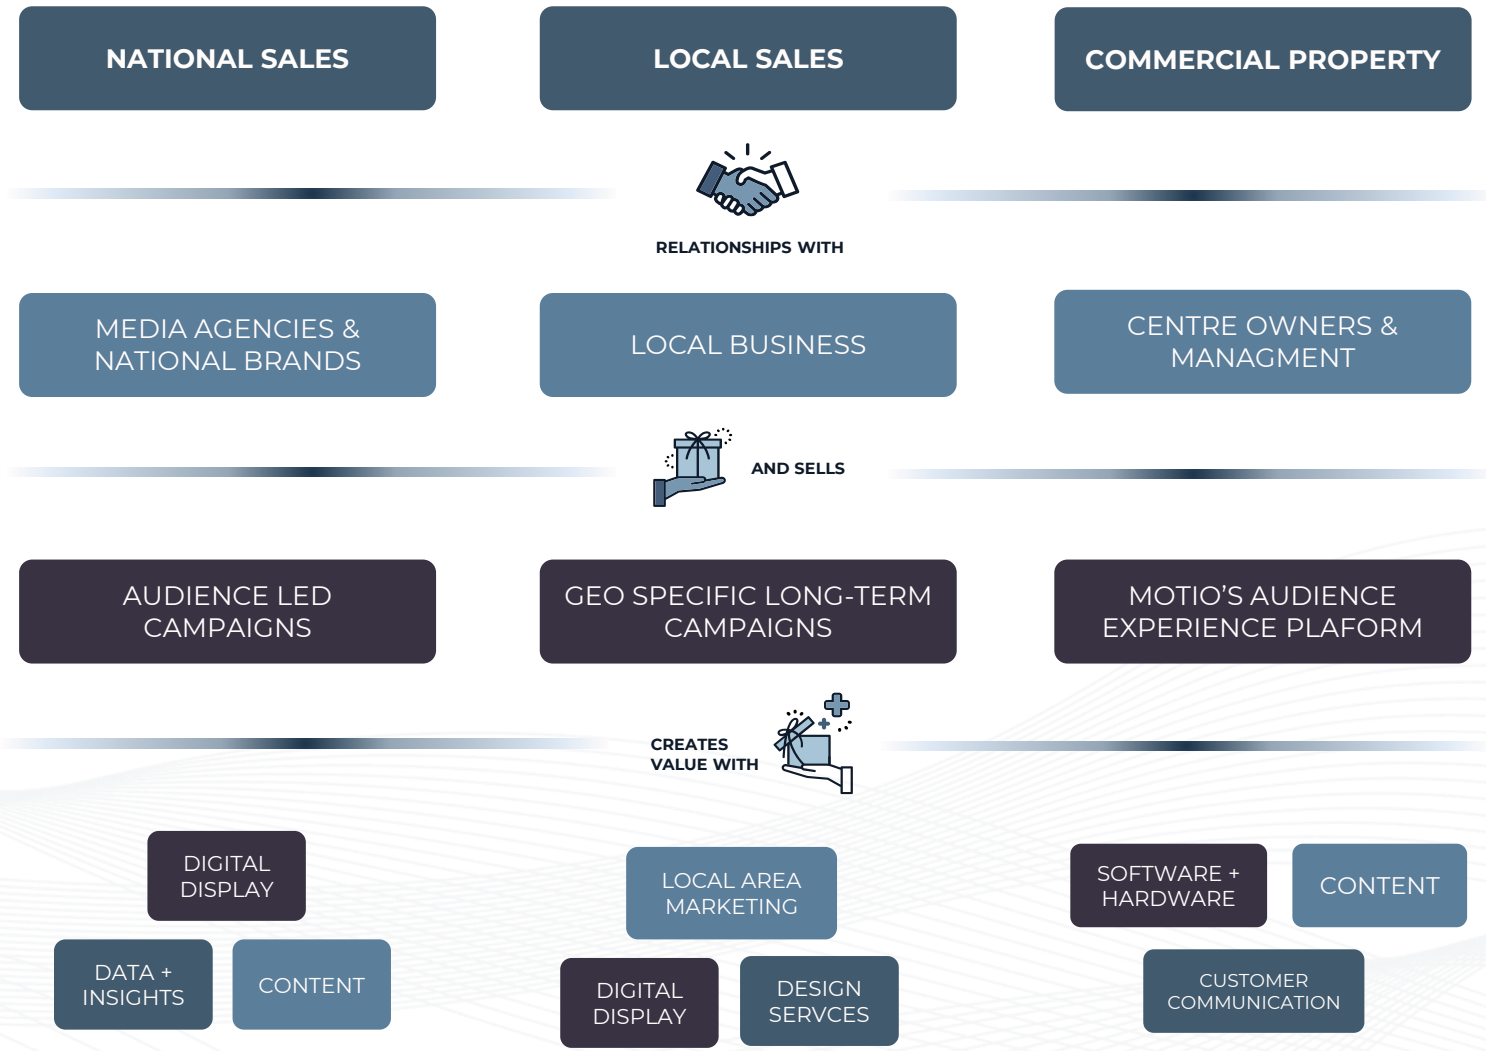 NATIONAL SALES
LOCAL SALES
COMMERCIAL PROPERTY
RELATIONSHIPS WITH
MEDIA AGENCIES &
NATIONAL BRANDS
LOCAL BUSINESS
CENTRE OWNERS &
MANAGMENT
AND SELLS
AUDIENCE LED
CAMPAIGNS
GEO SPECIFIC LONG-TERM
CAMPAIGNS
MOTIO’S AUDIENCE
EXPERIENCE PLAFORM
CREATES
VALUE WITH
DIGITAL
DISPLAY
DATA +
INSIGHTS
CONTENT
LOCAL AREA
MARKETING
DIGITAL
DISPLAY
DESIGN
SERVCES
SOFTWARE +
HARDWARE
CONTENT
CUSTOMER
COMMUNICATION